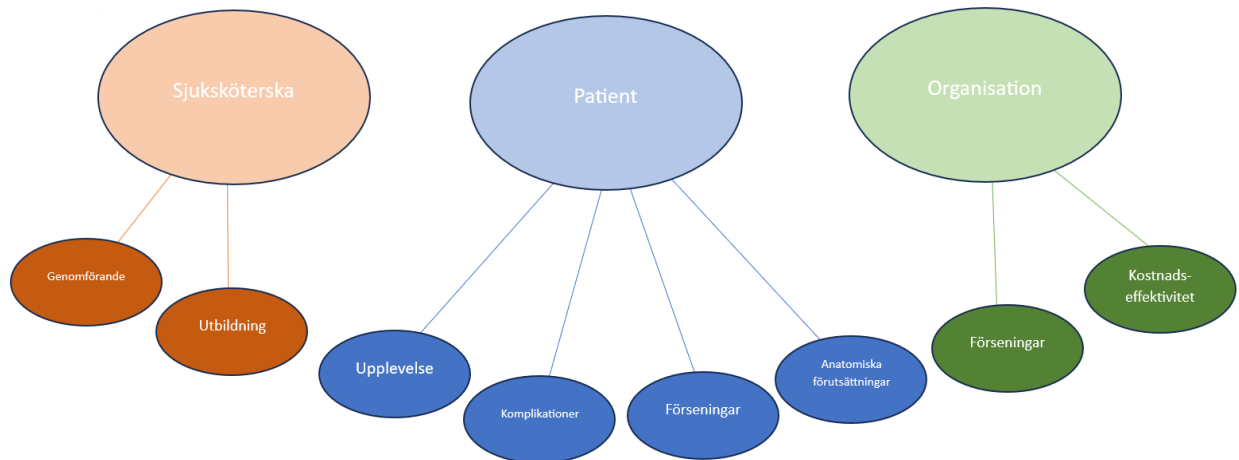 Sjuksköterska
Patient
Organisation
Genomförande
Utbildning
Upplevelse
Komplikationer
Förseningar
Anatomiska
förutsättningar
Förseningar
Kostnads-
effektivitet